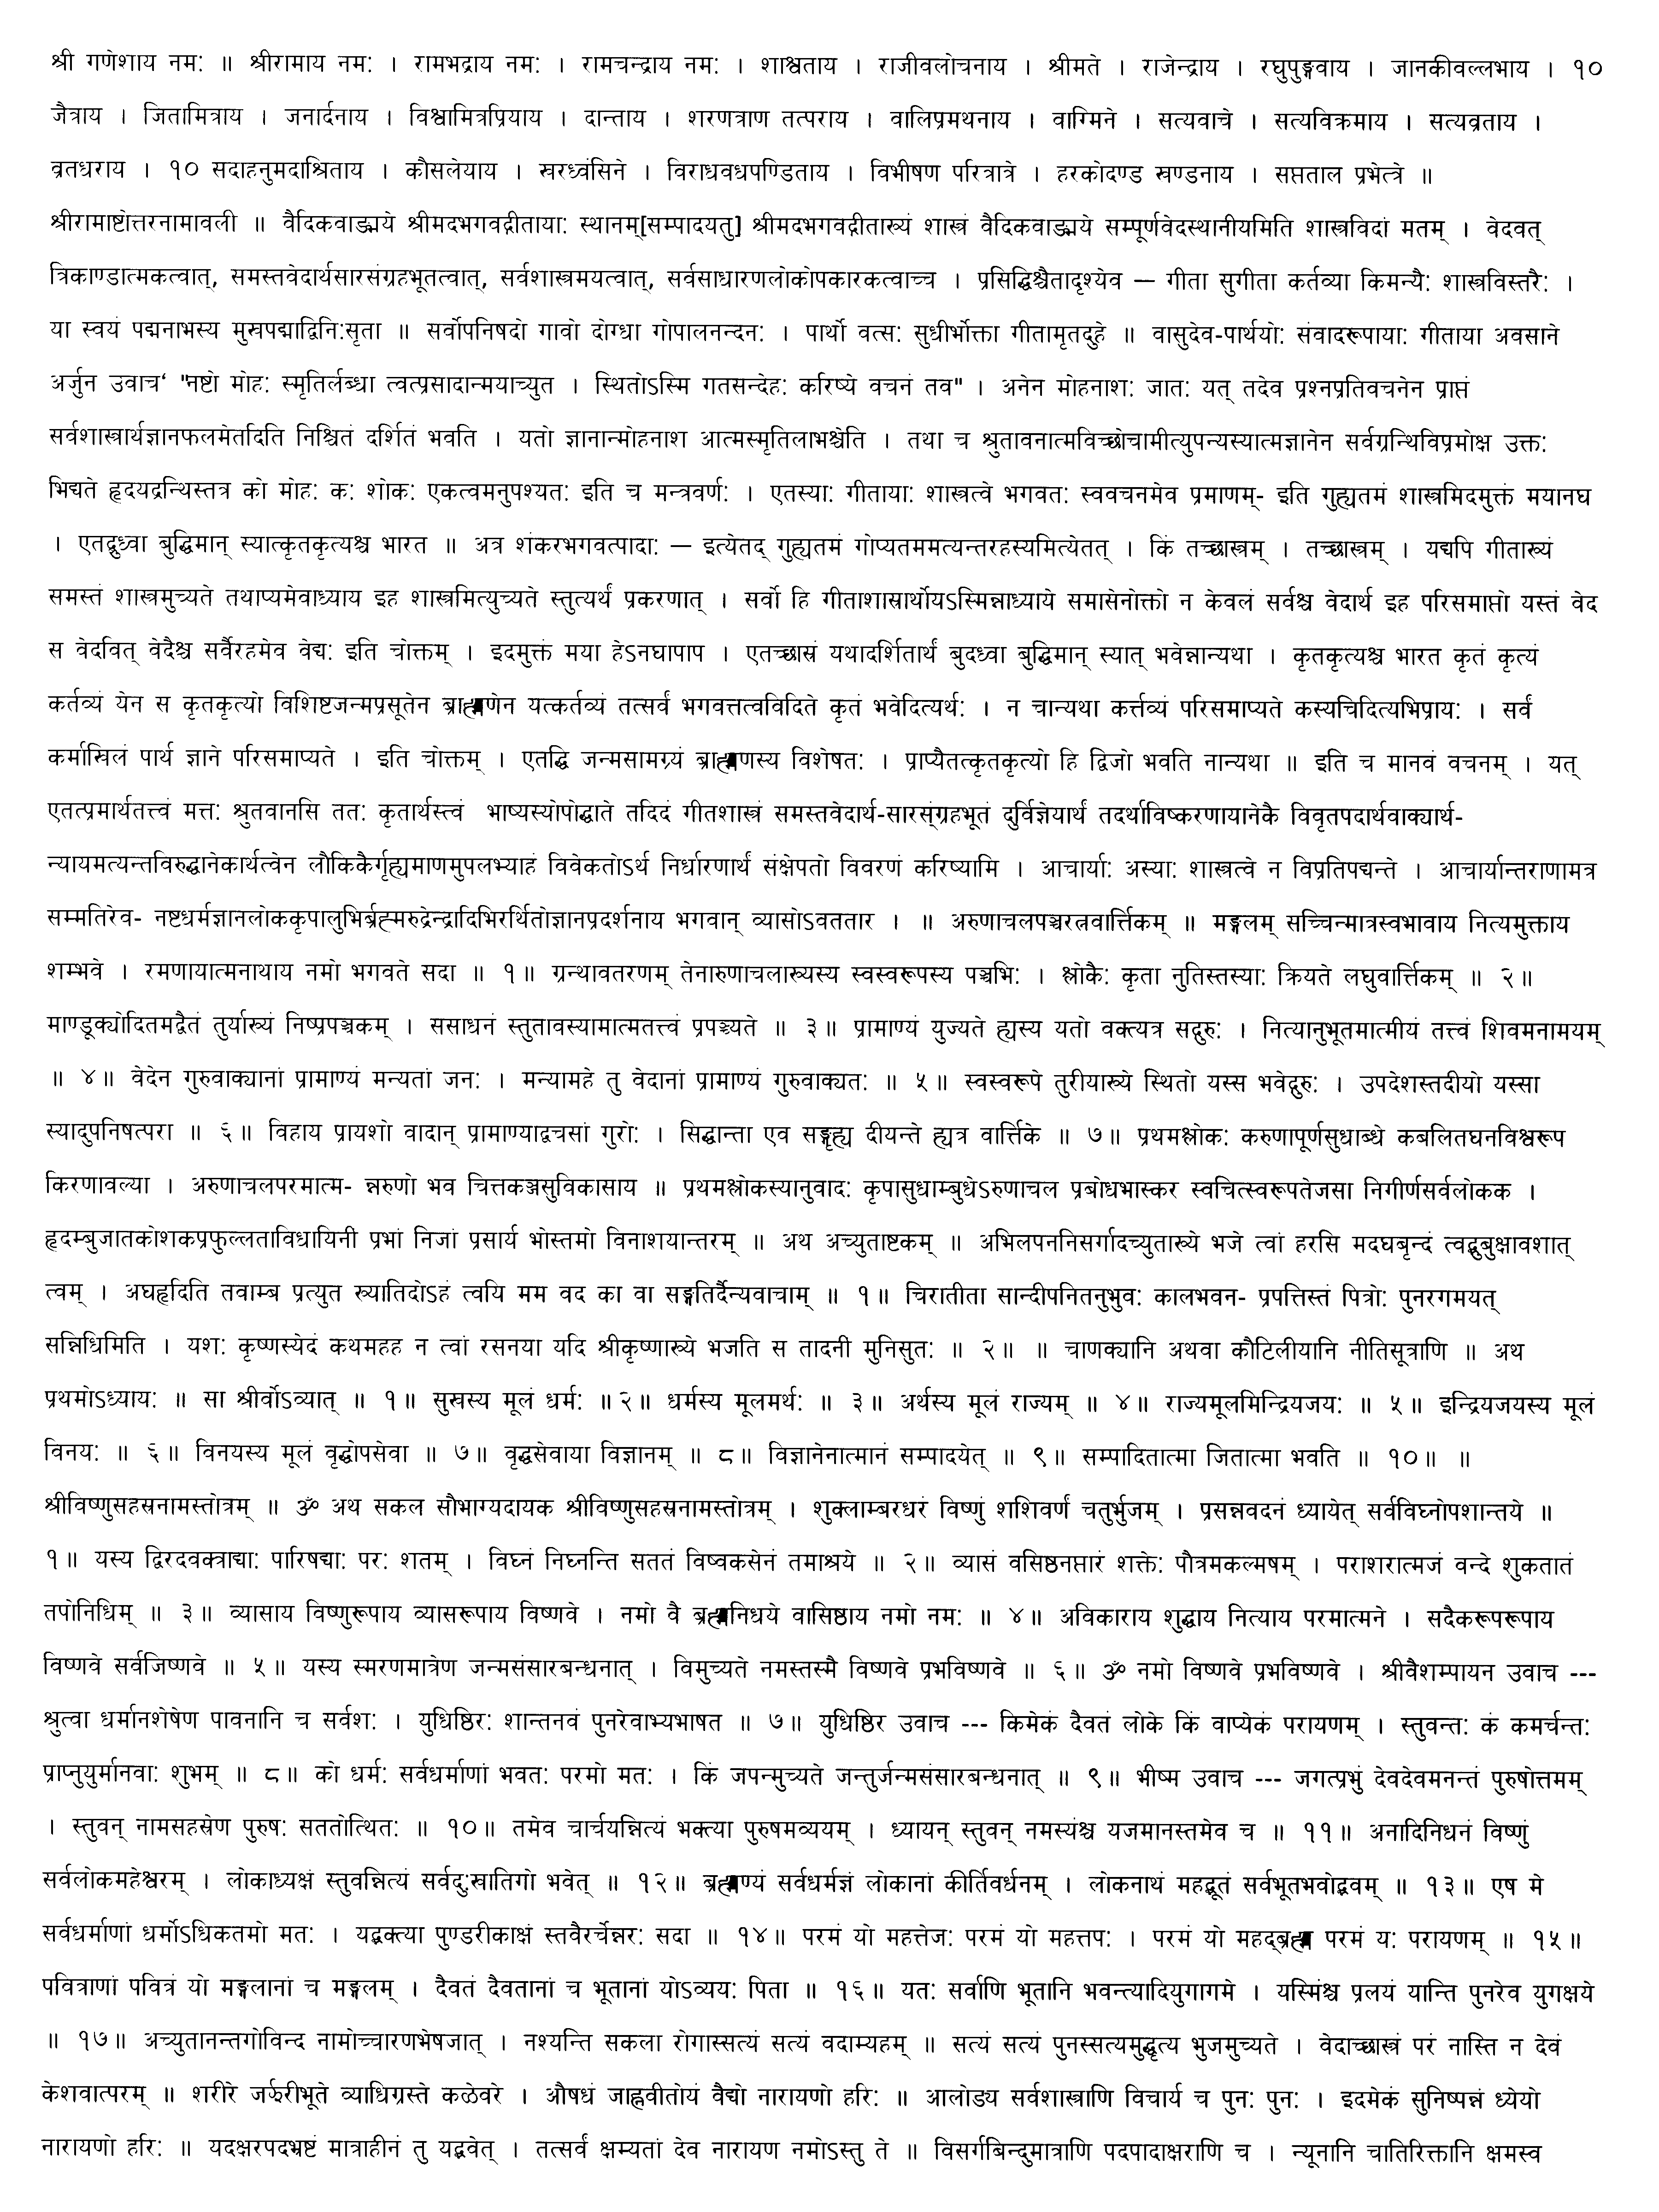 श्री गणेशाय नमः ॥ श्रीरामाय नमः । रामभद्राय नमः । रामचन्द्राय नमः । शाश्वताय । राजीवलोचनाय । श्रीमते । राजेन्द्राय । रघुपुङ्गवाय । जानकीवल्लभाय । १०
जैत्राय । जितामित्राय । जनार्दनाय । विश्वामित्रप्रियाय । दान्ताय । शरणत्राण तत्पराय । वालिप्रमथनाय । वाग्मिने । सत्यवाचे । सत्यविक्रमाय । सत्यव्रताय ।
व्रतधराय । १० सदाहनुमदाश्रिताय । कौसलेयाय । खरध्वंसिने । विराधवधपण्डिताय । विभीषण परित्रात्रे । हरकोदण्ड खण्डनाय । सप्तताल प्रभेत्त्रे ॥
श्रीरामाष्टोत्तरनामावली ॥ वैदिकवाङ्मये श्रीमदभगवद्गीतायाः स्थानम्[सम्पादयतु] श्रीमदभगवद्गीताख्यं शास्त्रं वैदिकवाङ्मये सम्पूर्णवेदस्थानीयमिति शास्त्रविदां मतम् । वेदवत्
त्रिकाण्डात्मकत्वात्, समस्तवेदार्थसारसंग्रहभूतत्वात्, सर्वशास्त्रमयत्वात्, सर्वसाधारणलोकोपकारकत्वाच्च । प्रसिद्धिश्चैतादृश्येव — गीता सुगीता कर्तव्या किमन्यैः शास्त्रविस्तरैः ।
या स्वयं पद्मनाभस्य मुखपद्माद्विनिःसृता ॥ सर्वोपनिषदो गावो दोग्धा गोपालनन्दनः । पार्थो वत्सः सुधीर्भोक्ता गीतामृतदुहे ॥ वासुदेव-पार्थयोः संवादरूपायाः गीताया अवसाने
अर्जुन उवाच‘ "नष्टो मोहः स्मृतिर्लब्धा त्वत्प्रसादान्मयाच्युत । स्थितोऽस्मि गतसन्देहः करिष्ये वचनं तव" । अनेन मोहनाशः जातः यत् तदेव प्रश्नप्रतिवचनेन प्राप्तं
सर्वशास्त्रार्थज्ञानफलमेतदिति निश्चितं दर्शितं भवति । यतो ज्ञानान्मोहनाश आत्मस्मृतिलाभश्चेति । तथा च श्रुतावनात्मविच्छोचामीत्युपन्यस्यात्मज्ञानेन सर्वग्रन्थिविप्रमोक्ष उक्तः
भिद्यते हृदयद्रन्थिस्तत्र को मोहः कः शोकः एकत्वमनुपश्यतः इति च मन्त्रवर्णः । एतस्याः गीतायाः शास्त्रत्वे भगवतः स्ववचनमेव प्रमाणम्- इति गुह्यतमं शास्त्रमिदमुक्तं मयानघ
। एतद्बुध्वा बुद्धिमान् स्यात्कृतकृत्यश्च भारत ॥ अत्र शंकरभगवत्पादाः — इत्येतद् गुह्यतमं गोप्यतममत्यन्तरहस्यमित्येतत् । किं तच्छास्त्रम् । तच्छास्त्रम् । यद्यपि गीताख्यं
समस्तं शास्त्रमुच्यते तथाप्यमेवाध्याय इह शास्त्रमित्युच्यते स्तुत्यर्थं प्रकरणात् । सर्वो हि गीताशास्रार्थोयऽस्मिन्नाध्याये समासेनोक्तो न केवलं सर्वश्च वेदार्थ इह परिसमाप्तो यस्तं वेद
स वेदवित् वेदैश्च सर्वैरहमेव वेद्यः इति चोक्तम् । इदमुक्तं मया हेऽनघापाप । एतच्छास्रं यथादर्शितार्थं बुदध्वा बुद्धिमान् स्यात् भवेन्नान्यथा । कृतकृत्यश्च भारत कृतं कृत्यं
कर्तव्यं येन स कृतकृत्यो विशिष्टजन्मप्रसूतेन ब्राह्मणेन यत्कर्तव्यं तत्सर्वं भगवत्तत्वविदिते कृतं भवेदित्यर्थः । न चान्यथा कर्त्तव्यं परिसमाप्यते कस्यचिदित्यभिप्रायः । सर्वं
कर्माखिलं पार्थ ज्ञाने परिसमाप्यते । इति चोक्तम् । एतद्धि जन्मसामग्र्यं ब्राह्मणस्य विशेषतः । प्राप्यैतत्कृतकृत्यो हि द्विजो भवति नान्यथा ॥ इति च मानवं वचनम् । यत्
एतत्प्रमार्थतत्त्वं मत्तः श्रुतवानसि ततः कृतार्थस्त्वं भाष्यस्योपोद्घाते तदिदं गीतशास्त्रं समस्तवेदार्थ-सारस्ंग्रहभूतं दुर्विज्ञेयार्थं तदर्थाविष्करणायानेकै विवृतपदार्थवाक्यार्थ-
न्यायमत्यन्तविरुद्धानेकार्थत्वेन लौकिकैर्गृह्यमाणमुपलभ्याहं विवेकतोऽर्थ निर्धारणार्थं संक्षेपतो विवरणं करिष्यामि । आचार्याः अस्याः शास्त्रत्वे न विप्रतिपद्यन्ते । आचार्यान्तराणामत्र
सम्मतिरेव- नष्टधर्मज्ञानलोककृपालुभिर्ब्रह्मरुद्रेन्द्रादिभिरर्थितोज्ञानप्रदर्शनाय भगवान् व्यासोऽवततार । ॥ अरुणाचलपञ्चरत्नवार्त्तिकम् ॥ मङ्गलम् सच्चिन्मात्रस्वभावाय नित्यमुक्ताय
शम्भवे । रमणायात्मनाथाय नमो भगवते सदा ॥ १॥ ग्रन्थावतरणम् तेनारुणाचलाख्यस्य स्वस्वरूपस्य पञ्चभिः । श्लोकैः कृता नुतिस्तस्याः क्रियते लघुवार्त्तिकम् ॥ २॥
माण्डूक्योदितमद्वैतं तुर्याख्यं निष्प्रपञ्चकम् । ससाधनं स्तुतावस्यामात्मतत्त्वं प्रपञ्च्यते ॥ ३॥ प्रामाण्यं युज्यते ह्यस्य यतो वक्त्यत्र सद्गुरुः । नित्यानुभूतमात्मीयं तत्त्वं शिवमनामयम्
॥ ४॥ वेदेन गुरुवाक्यानां प्रामाण्यं मन्यतां जनः । मन्यामहे तु वेदानां प्रामाण्यं गुरुवाक्यतः ॥ ५॥ स्वस्वरूपे तुरीयाख्ये स्थितो यस्स भवेद्गुरुः । उपदेशस्तदीयो यस्सा
स्यादुपनिषत्परा ॥ ६॥ विहाय प्रायशो वादान् प्रामाण्याद्वचसां गुरोः । सिद्धान्ता एव सङ्गृह्य दीयन्ते ह्यत्र वार्त्तिके ॥ ७॥ प्रथमश्लोकः करुणापूर्णसुधाब्धे कबलितघनविश्वरूप
किरणावल्या । अरुणाचलपरमात्म- न्नरुणो भव चित्तकञ्जसुविकासाय ॥ प्रथमश्लोकस्यानुवादः कृपासुधाम्बुधेऽरुणाचल प्रबोधभास्कर स्वचित्स्वरूपतेजसा निगीर्णसर्वलोकक ।
हृदम्बुजातकोशकप्रफुल्लताविधायिनीं प्रभां निजां प्रसार्य भोस्तमो विनाशयान्तरम् ॥ अथ अच्युताष्टकम् ॥ अभिलपननिसर्गादच्युताख्ये भजे त्वां हरसि मदघबृन्दं त्वद्बुबुक्षावशात्
त्वम् । अघहृदिति तवाम्ब प्रत्युत ख्यातिदोऽहं त्वयि मम वद का वा सङ्गतिर्दैन्यवाचाम् ॥ १॥ चिरातीता सान्दीपनितनुभुवः कालभवन- प्रपत्तिस्तं पित्रोः पुनरगमयत्
सन्निधिमिति । यशः कृष्णस्येदं कथमहह न त्वां रसनया यदि श्रीकृष्णाख्ये भजति स तादनी मुनिसुतः ॥ २॥ ॥ चाणक्यानि अथवा कौटिलीयानि नीतिसूत्राणि ॥ अथ
प्रथमोऽध्यायः ॥ सा श्रीर्वोऽव्यात् ॥ १॥ सुखस्य मूलं धर्मः ॥२॥ धर्मस्य मूलमर्थः ॥ ३॥ अर्थस्य मूलं राज्यम् ॥ ४॥ राज्यमूलमिन्द्रियजयः ॥ ५॥ इन्द्रियजयस्य मूलं
विनयः ॥ ६॥ विनयस्य मूलं वृद्धोपसेवा ॥ ७॥ वृद्धसेवाया विज्ञानम् ॥ ८॥ विज्ञानेनात्मानं सम्पादयेत् ॥ ९॥ सम्पादितात्मा जितात्मा भवति ॥ १०॥ ॥
श्रीविष्णुसहस्रनामस्तोत्रम् ॥ ॐ अथ सकल सौभाग्यदायक श्रीविष्णुसहस्रनामस्तोत्रम् । शुक्लाम्बरधरं विष्णुं शशिवर्णं चतुर्भुजम् । प्रसन्नवदनं ध्यायेत् सर्वविघ्नोपशान्तये ॥
१॥ यस्य द्विरदवक्त्राद्याः पारिषद्याः परः शतम् । विघ्नं निघ्नन्ति सततं विष्वकसेनं तमाश्रये ॥ २॥ व्यासं वसिष्ठनप्तारं शक्तेः पौत्रमकल्मषम् । पराशरात्मजं वन्दे शुकतातं
तपोनिधिम् ॥ ३॥ व्यासाय विष्णुरूपाय व्यासरूपाय विष्णवे । नमो वै ब्रह्मनिधये वासिष्ठाय नमो नमः ॥ ४॥ अविकाराय शुद्धाय नित्याय परमात्मने । सदैकरूपरूपाय
विष्णवे सर्वजिष्णवे ॥ ५॥ यस्य स्मरणमात्रेण जन्मसंसारबन्धनात् । विमुच्यते नमस्तस्मै विष्णवे प्रभविष्णवे ॥ ६॥ ॐ नमो विष्णवे प्रभविष्णवे । श्रीवैशम्पायन उवाच ---
श्रुत्वा धर्मानशेषेण पावनानि च सर्वशः । युधिष्ठिरः शान्तनवं पुनरेवाभ्यभाषत ॥ ७॥ युधिष्ठिर उवाच --- किमेकं दैवतं लोके किं वाप्येकं परायणम् । स्तुवन्तः कं कमर्चन्तः
प्राप्नुयुर्मानवाः शुभम् ॥ ८॥ को धर्मः सर्वधर्माणां भवतः परमो मतः । किं जपन्मुच्यते जन्तुर्जन्मसंसारबन्धनात् ॥ ९॥ भीष्म उवाच --- जगत्प्रभुं देवदेवमनन्तं पुरुषोत्तमम्
। स्तुवन् नामसहस्रेण पुरुषः सततोत्थितः ॥ १०॥ तमेव चार्चयन्नित्यं भक्त्या पुरुषमव्ययम् । ध्यायन् स्तुवन् नमस्यंश्च यजमानस्तमेव च ॥ ११॥ अनादिनिधनं विष्णुं
सर्वलोकमहेश्वरम् । लोकाध्यक्षं स्तुवन्नित्यं सर्वदुःखातिगो भवेत् ॥ १२॥ ब्रह्मण्यं सर्वधर्मज्ञं लोकानां कीर्तिवर्धनम् । लोकनाथं महद्भूतं सर्वभूतभवोद्भवम् ॥ १३॥ एष मे
सर्वधर्माणां धर्मोऽधिकतमो मतः । यद्भक्त्या पुण्डरीकाक्षं स्तवैरर्चेन्नरः सदा ॥ १४॥ परमं यो महत्तेजः परमं यो महत्तपः । परमं यो महद्ब्रह्म परमं यः परायणम् ॥ १५॥
पवित्राणां पवित्रं यो मङ्गलानां च मङ्गलम् । दैवतं दैवतानां च भूतानां योऽव्ययः पिता ॥ १६॥ यतः सर्वाणि भूतानि भवन्त्यादियुगागमे । यस्मिंश्च प्रलयं यान्ति पुनरेव युगक्षये
॥ १७॥ अच्युतानन्तगोविन्द नामोच्चारणभेषजात् । नश्यन्ति सकला रोगास्सत्यं सत्यं वदाम्यहम् ॥ सत्यं सत्यं पुनस्सत्यमुद्धृत्य भुजमुच्यते । वेदाच्छास्त्रं परं नास्ति न देवं
केशवात्परम् ॥ शरीरे जर्झरीभूते व्याधिग्रस्ते कळेवरे । औषधं जाह्नवीतोयं वैद्यो नारायणो हरिः ॥ आलोड्य सर्वशास्त्राणि विचार्य च पुनः पुनः । इदमेकं सुनिष्पन्नं ध्येयो
नारायणो हरिः ॥ यदक्षरपदभ्रष्टं मात्राहीनं तु यद्भवेत् । तत्सर्वं क्षम्यतां देव नारायण नमोऽस्तु ते ॥ विसर्गबिन्दुमात्राणि पदपादाक्षराणि च । न्यूनानि चातिरिक्तानि क्षमस्व